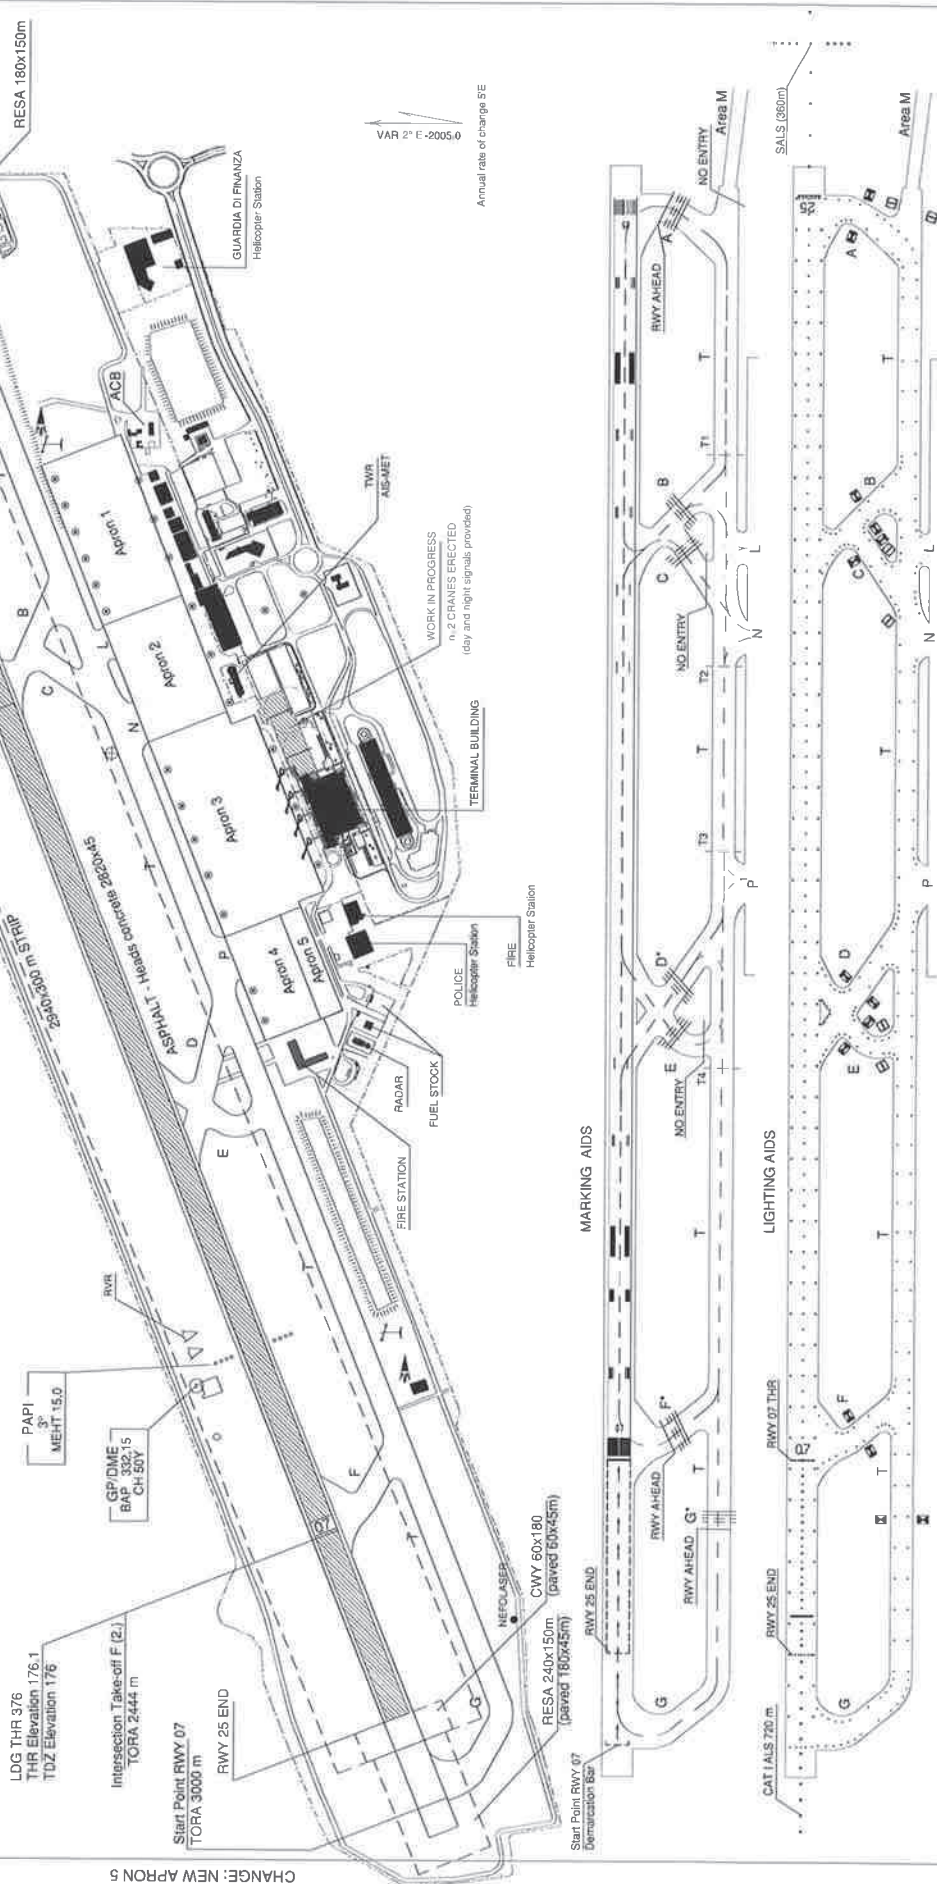 RESA 180x150m
GUARDIA DI FINANZA
Helicopter Station
VAR 2° E -2005.0
Annual rate of change 5'E
ACB
TWR
AIS-MET
WORK IN PROGRESS
n. 2 CRANES ERECTED
(day and night signals provided)
TERMINAL BUILDING
FIRE
Helicopter Station
POLICE
Helicopter Station
FUEL STOCK
RADAR
FIRE STATION
Apron 1
Apron 2
Apron 3
Apron 4
Apron 5
B
C
L
N
T
P
D
E
T
F
T
G
07
2940x300 m STRIP
ASPHALT - Heads concrete 2820x45
RVR
PAPI
3°
MEHT 15.0
GP/DME
BAP 332.15
CH 50Y
LDG THR 376
THR Elevation 176.1
TDZ Elevation 176
Intersection Take-off F (2.)
TORA 2444 m
Start Point RWY 07
TORA 3000 m
RWY 25 END
NEFOLASER
CWY 60x180
(paved 60x45m)
RESA 240x150m
(paved 180x45m)
CHANGE: NEW APRON 5
MARKING AIDS
Start Point RWY 07
Demarcation Bar
RWY 25 END
G
RWY AHEAD
G*
RWY AHEAD
F*
T
T
NO ENTRY
E
T4
D*
P
T3
T
T2
N
L
NO ENTRY
C
B
T1
T
RWY AHEAD
A
NO ENTRY
Area M
LIGHTING AIDS
CAT I ALS 720 m
RWY 25 END
RWY 07 THR
07
G
T
F
T
E
D
P
T
N
L
C
B
T
A
25
Area M
SALS (360m)